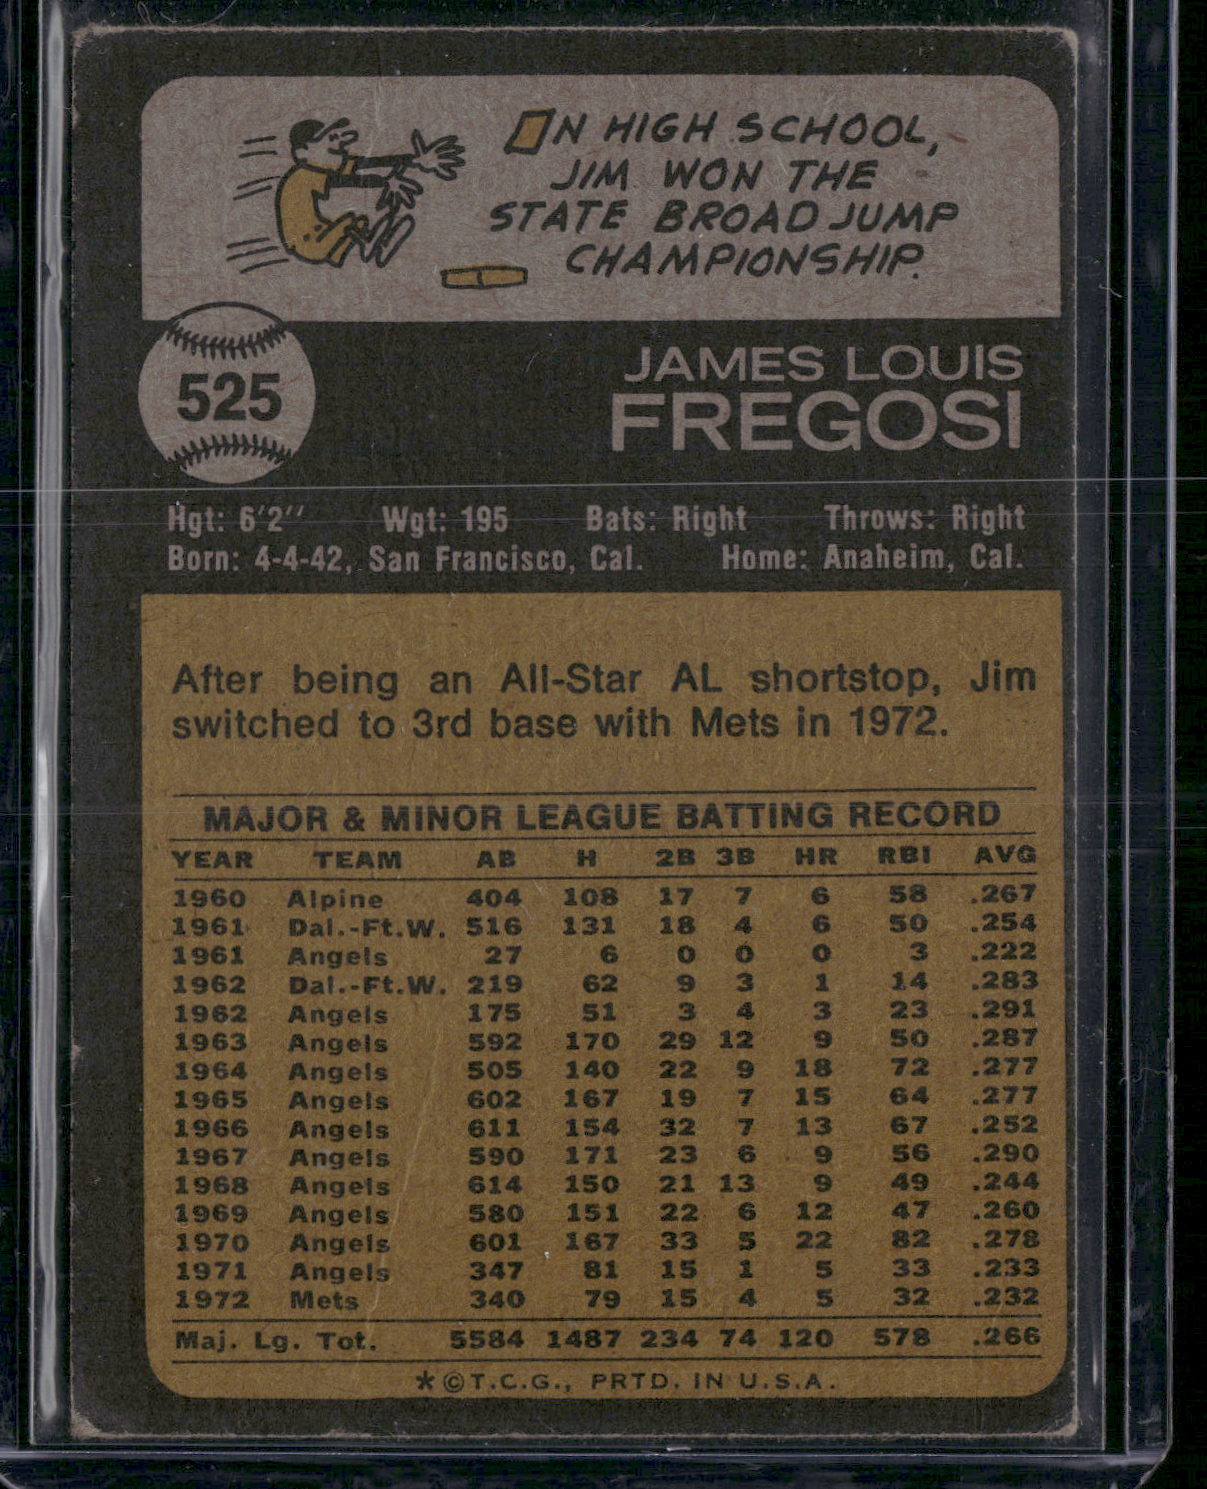 IN HIGH SCHOOL,
JIM WON THE
STATE BROAD JUMP
CHAMPIONSHIP.
525
JAMES LOUIS
FREGOSI
Hgt: 6'2'' Wgt: 195 Bats: Right Throws: Right
Born: 4-4-42, San Francisco, Cal. Home: Anaheim, Cal.
After being an All-Star AL shortstop, Jim
switched to 3rd base with Mets in 1972.
MAJOR & MINOR LEAGUE BATTING RECORD
YEAR TEAM AB H 2B 3B HR RBI AVG
1960 Alpine 404 108 17 7 6 58 .267
1961 Dal.-Ft.W. 516 131 18 4 6 50 .254
1961 Angels 27 6 0 0 0 3 .222
1962 Dal.-Ft.W. 219 62 9 3 1 14 .283
1962 Angels 175 51 3 4 3 23 .291
1963 Angels 592 170 29 12 9 50 .287
1964 Angels 505 140 22 9 18 72 .277
1965 Angels 602 167 19 7 15 64 .277
1966 Angels 611 154 32 7 13 67 .252
1967 Angels 590 171 23 6 9 56 .290
1968 Angels 614 150 21 13 9 49 .244
1969 Angels 580 151 22 6 12 47 .260
1970 Angels 601 167 33 5 22 82 .278
1971 Angels 347 81 15 1 5 33 .233
1972 Mets 340 79 15 4 5 32 .232
Maj. Lg. Tot. 5584 1487 234 74 120 578 .266
*©T.C.G., PRTD. IN U.S.A.